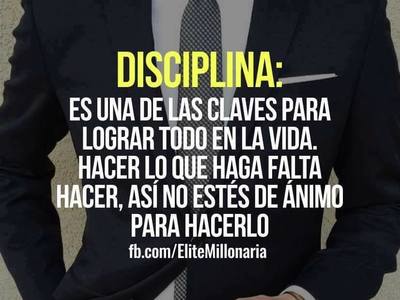 DISCIPLINA:
ES UNA DE LAS CLAVES PARA
LOGRAR TODO EN LA VIDA.
HACER LO QUE HAGA FALTA
HACER, ASÍ NO ESTÉS DE ÁNIMO
PARA HACERLO
fb.com/EliteMillonaria